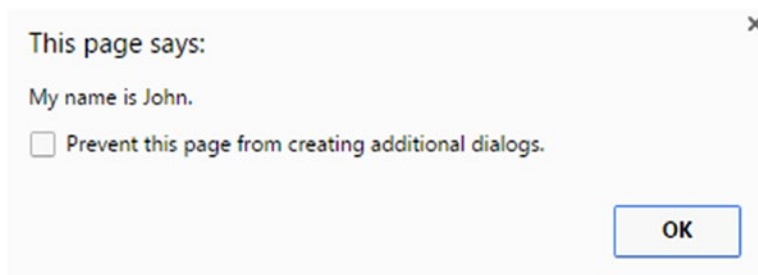 This page says:
My name is John.
Prevent this page from creating additional dialogs.
OK